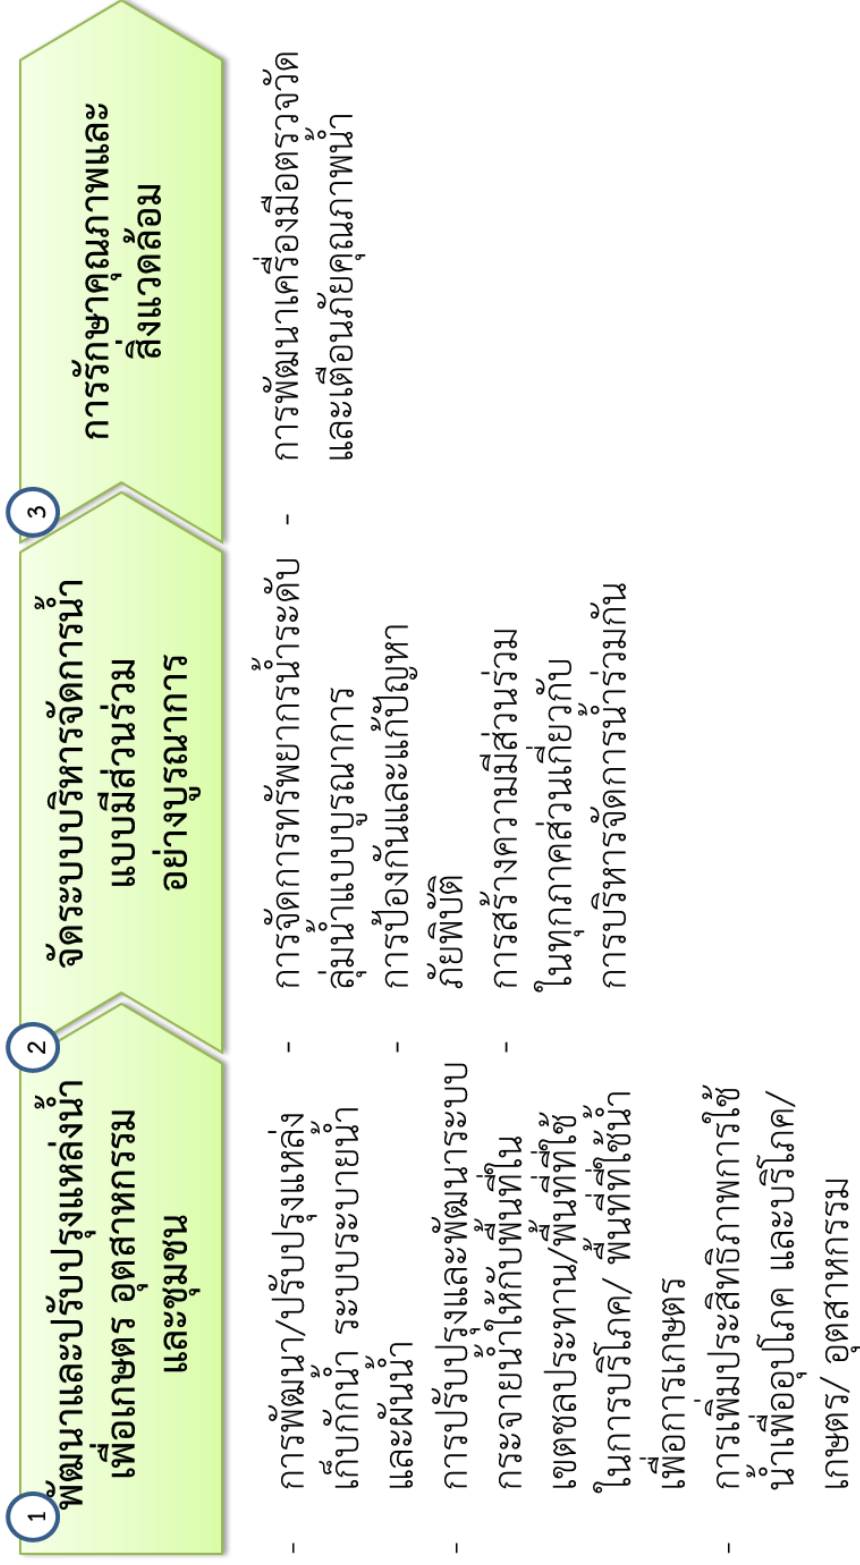 1
พัฒนาและปรับปรุงแหล่งน้ำ
เพื่อเกษตร อุตสาหกรรม
และชุมชน
- การพัฒนา/ปรับปรุงแหล่ง
เก็บกักน้ำ ระบบระบายน้ำ
และผันน้ำ
- การปรับปรุงและพัฒนาระบบ
กระจายน้ำให้กับพื้นที่ใน
เขตชลประทาน/พื้นที่ที่ใช้
ในการบริโภค/ พื้นที่ที่ใช้น้ำ
เพื่อการเกษตร
- การเพิ่มประสิทธิภาพการใช้
น้ำเพื่ออุปโภค และบริโภค/
เกษตร/ อุตสาหกรรม
2
จัดระบบบริหารจัดการน้ำ
แบบมีส่วนร่วม
อย่างบูรณาการ
- การจัดการทรัพยากรน้ำระดับ
ลุ่มน้ำแบบบูรณาการ
- การป้องกันและแก้ปัญหา
ภัยพิบัติ
- การสร้างความมีส่วนร่วม
ในทุกภาคส่วนเกี่ยวกับ
การบริหารจัดการน้ำร่วมกัน
3
การรักษาคุณภาพและ
สิ่งแวดล้อม
- การพัฒนาเครื่องมือตรวจวัด
และเตือนภัยคุณภาพน้ำ